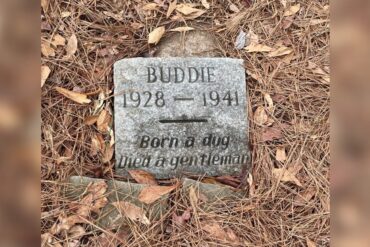 BUDDIE
1928 — 1941
Born a dog
Died a gentleman